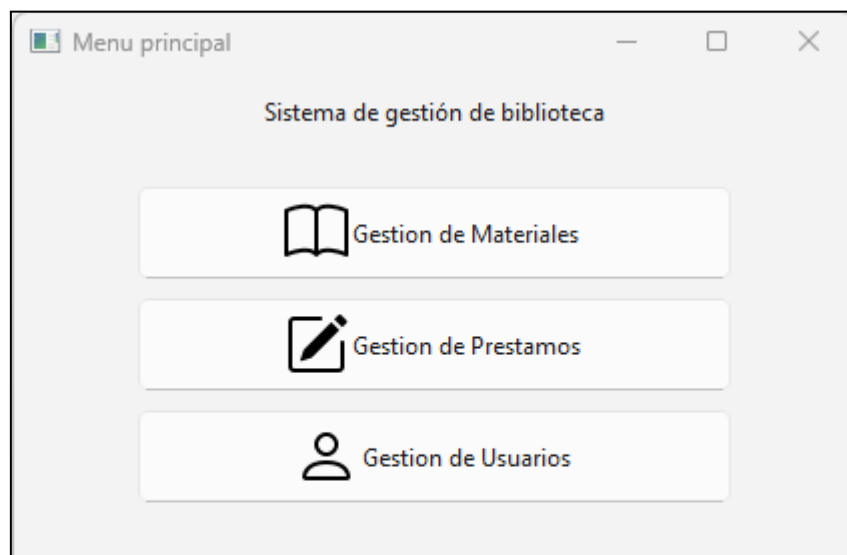 Menu principal
Sistema de gestión de biblioteca
Gestion de Materiales
Gestion de Prestamos
Gestion de Usuarios